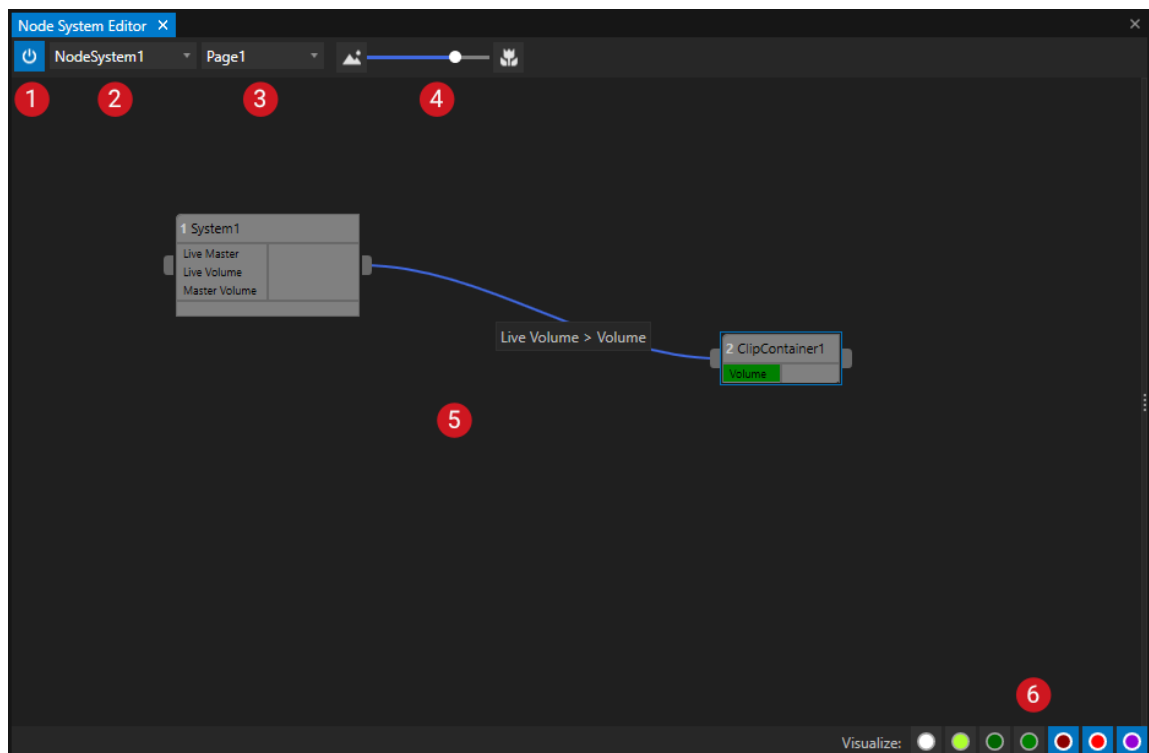 Node System Editor
NodeSystem1 Page1
1 2 3 4
1 System1
Live Master
Live Volume
Master Volume
Live Volume > Volume
2 ClipContainer1
Volume
5
6
Visualize: